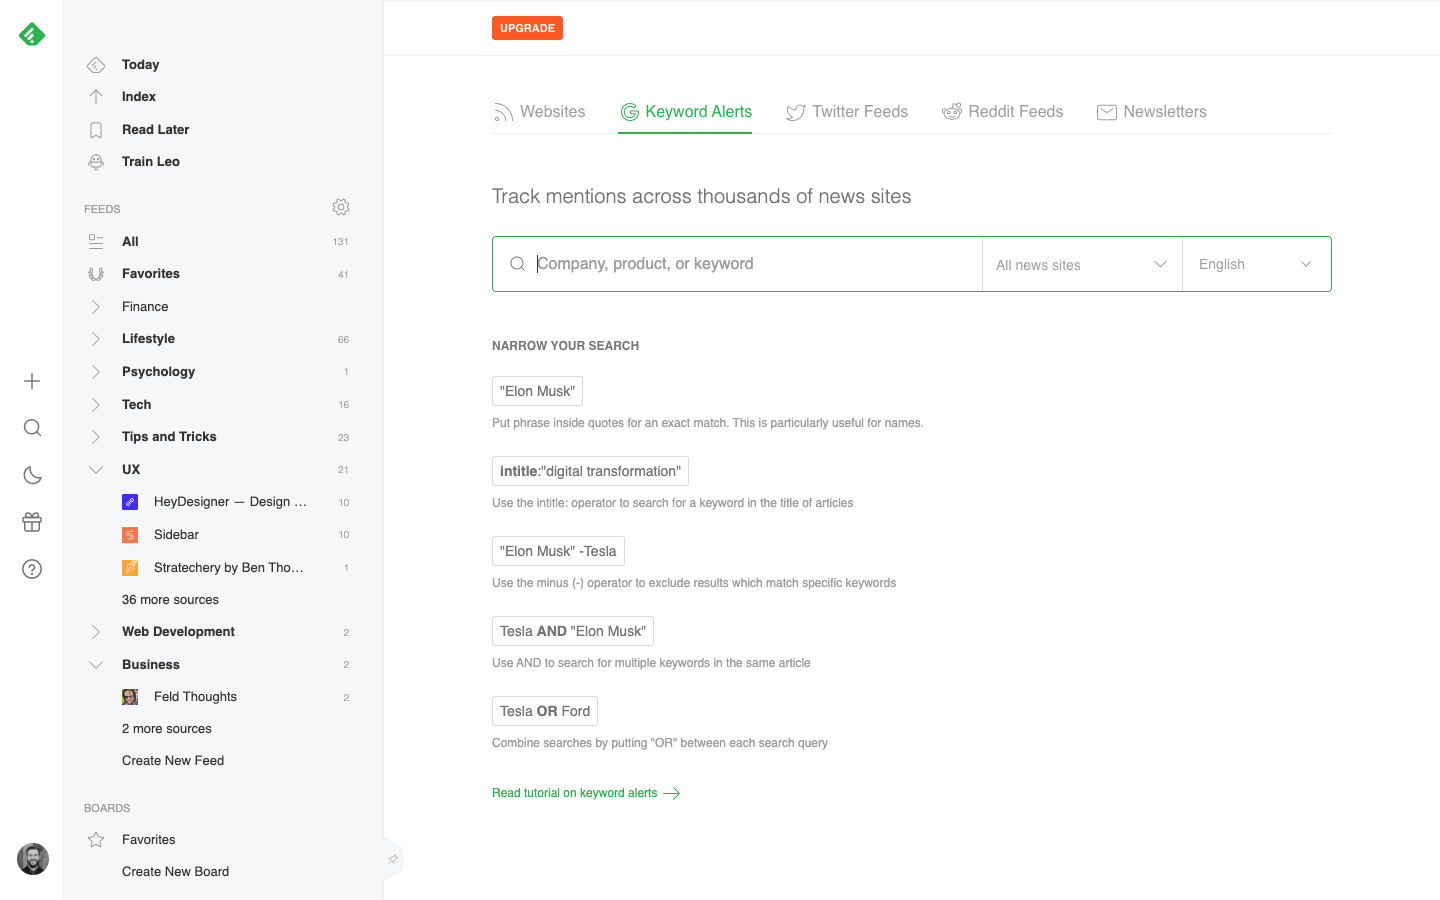 UPGRADE
Today
Index
Read Later
Train Leo
FEEDS
All 131
Favorites 41
Finance
Lifestyle 66
Psychology 1
Tech 16
Tips and Tricks 23
UX 21
HeyDesigner — Design ... 10
Sidebar 10
Stratechery by Ben Tho... 1
36 more sources
Web Development 2
Business 2
Feld Thoughts 2
2 more sources
Create New Feed
BOARDS
Favorites
Create New Board
Websites Keyword Alerts Twitter Feeds Reddit Feeds Newsletters
Track mentions across thousands of news sites
Company, product, or keyword All news sites English
NARROW YOUR SEARCH
"Elon Musk"
Put phrase inside quotes for an exact match. This is particularly useful for names.
intitle:"digital transformation"
Use the intitle: operator to search for a keyword in the title of articles
"Elon Musk" -Tesla
Use the minus (-) operator to exclude results which match specific keywords
Tesla AND "Elon Musk"
Use AND to search for multiple keywords in the same article
Tesla OR Ford
Combine searches by putting "OR" between each search query
Read tutorial on keyword alerts